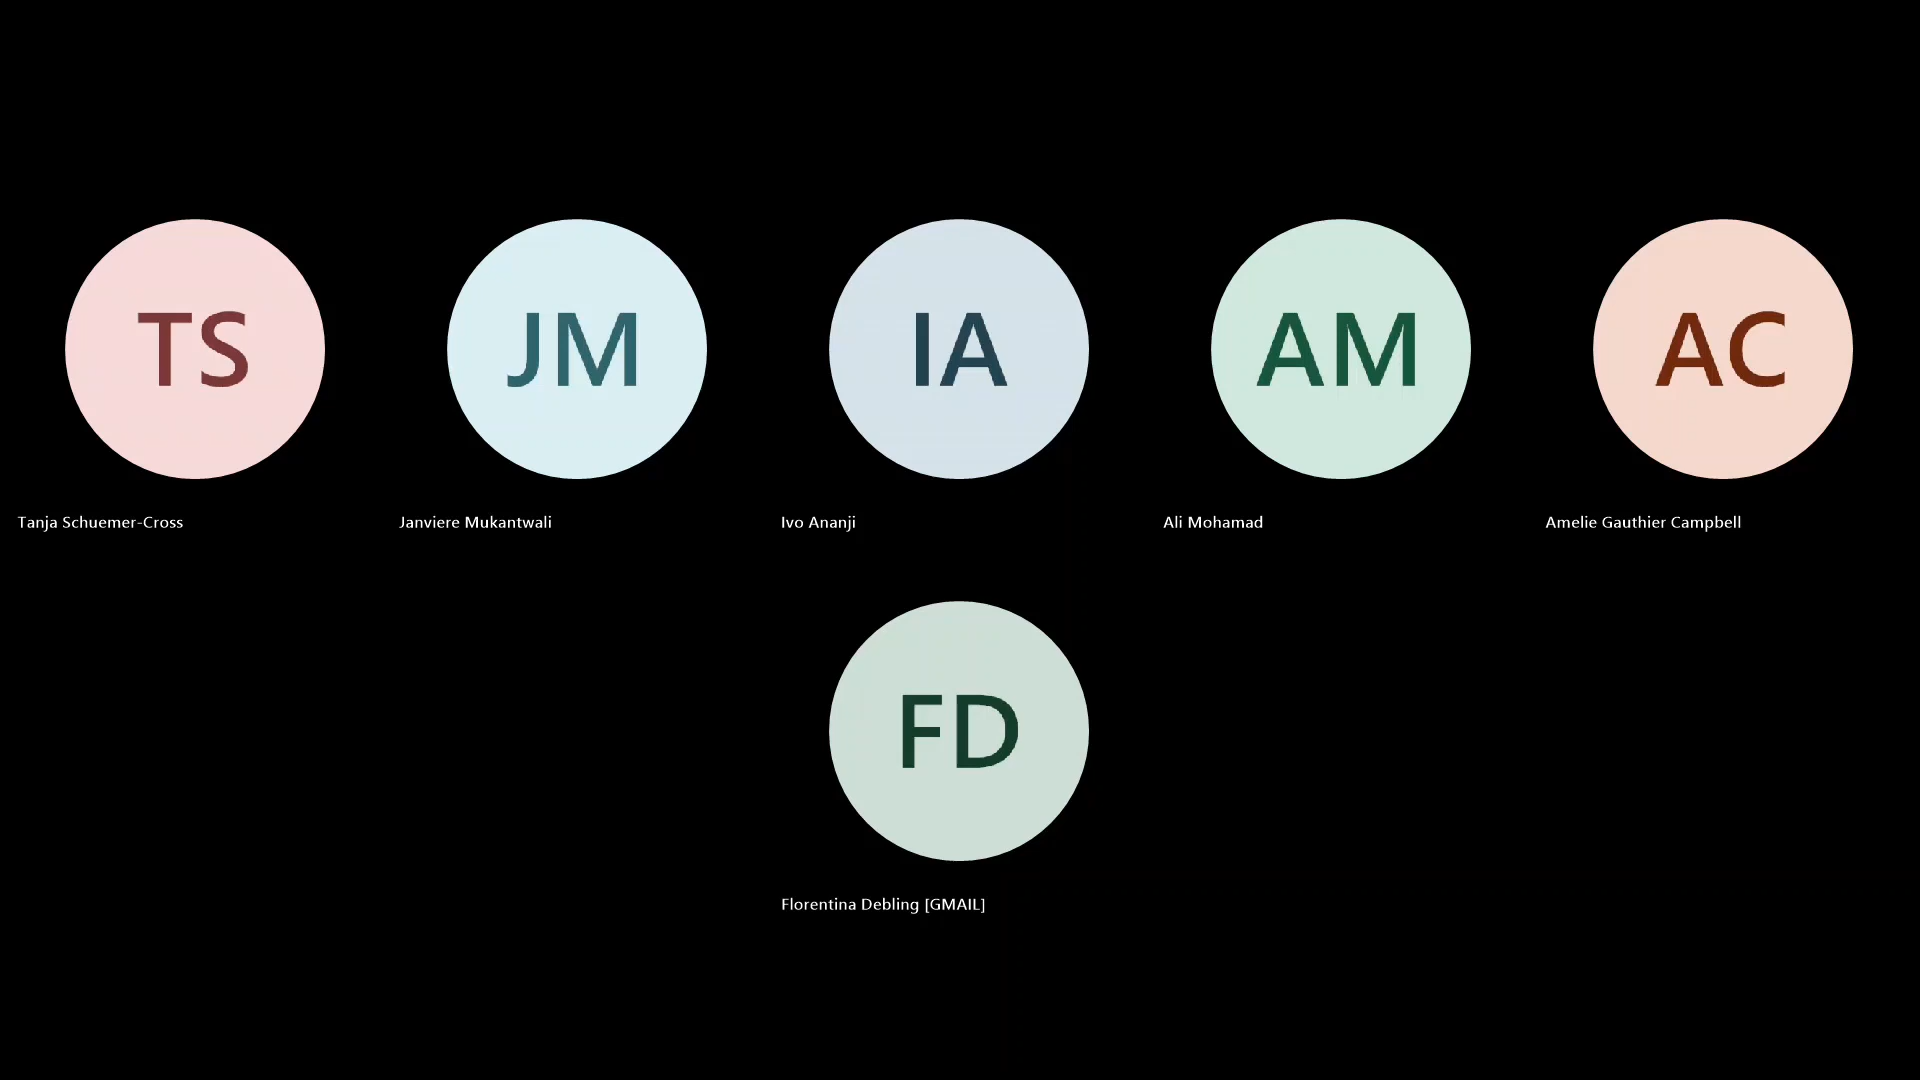 TS
JM
IA
AM
AC
Tanja Schuemer-Cross
Janviere Mukantwali
Ivo Ananji
Ali Mohamad
Amelie Gauthier Campbell
FD
Florentina Debling [GMAIL]